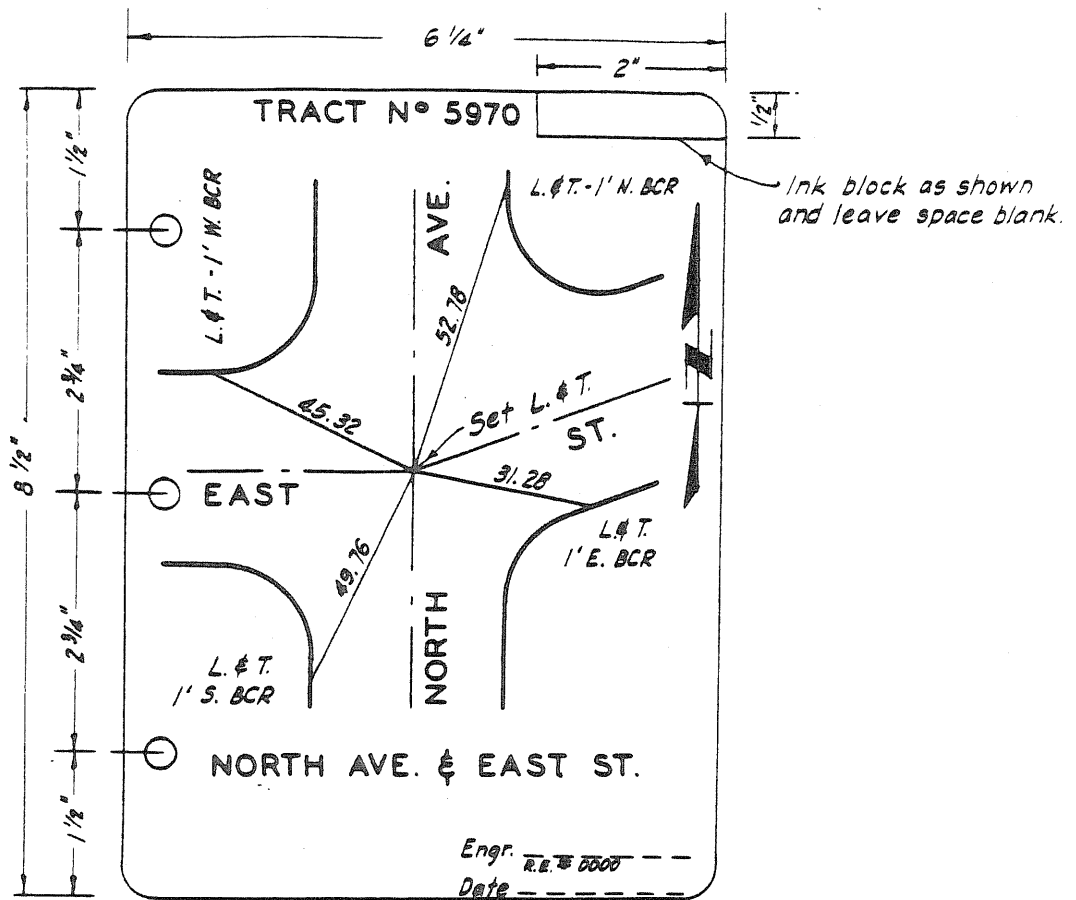 6 1/4"
2"
TRACT Nº 5970
1/2"
1 1/2"
L. & T. - 1' W. BCR
AVE.
L. & T. - 1' N. BCR
Ink block as shown
and leave space blank.
52.78
2 3/4"
N
45.32
Set L. & T.
ST.
8 1/2"
EAST
31.28
L. & T.
1' E. BCR
49.76
2 3/4"
NORTH
L. & T.
1' S. BCR
NORTH AVE. & EAST ST.
1 1/2"
Engr.
R.E. # 0000
Date